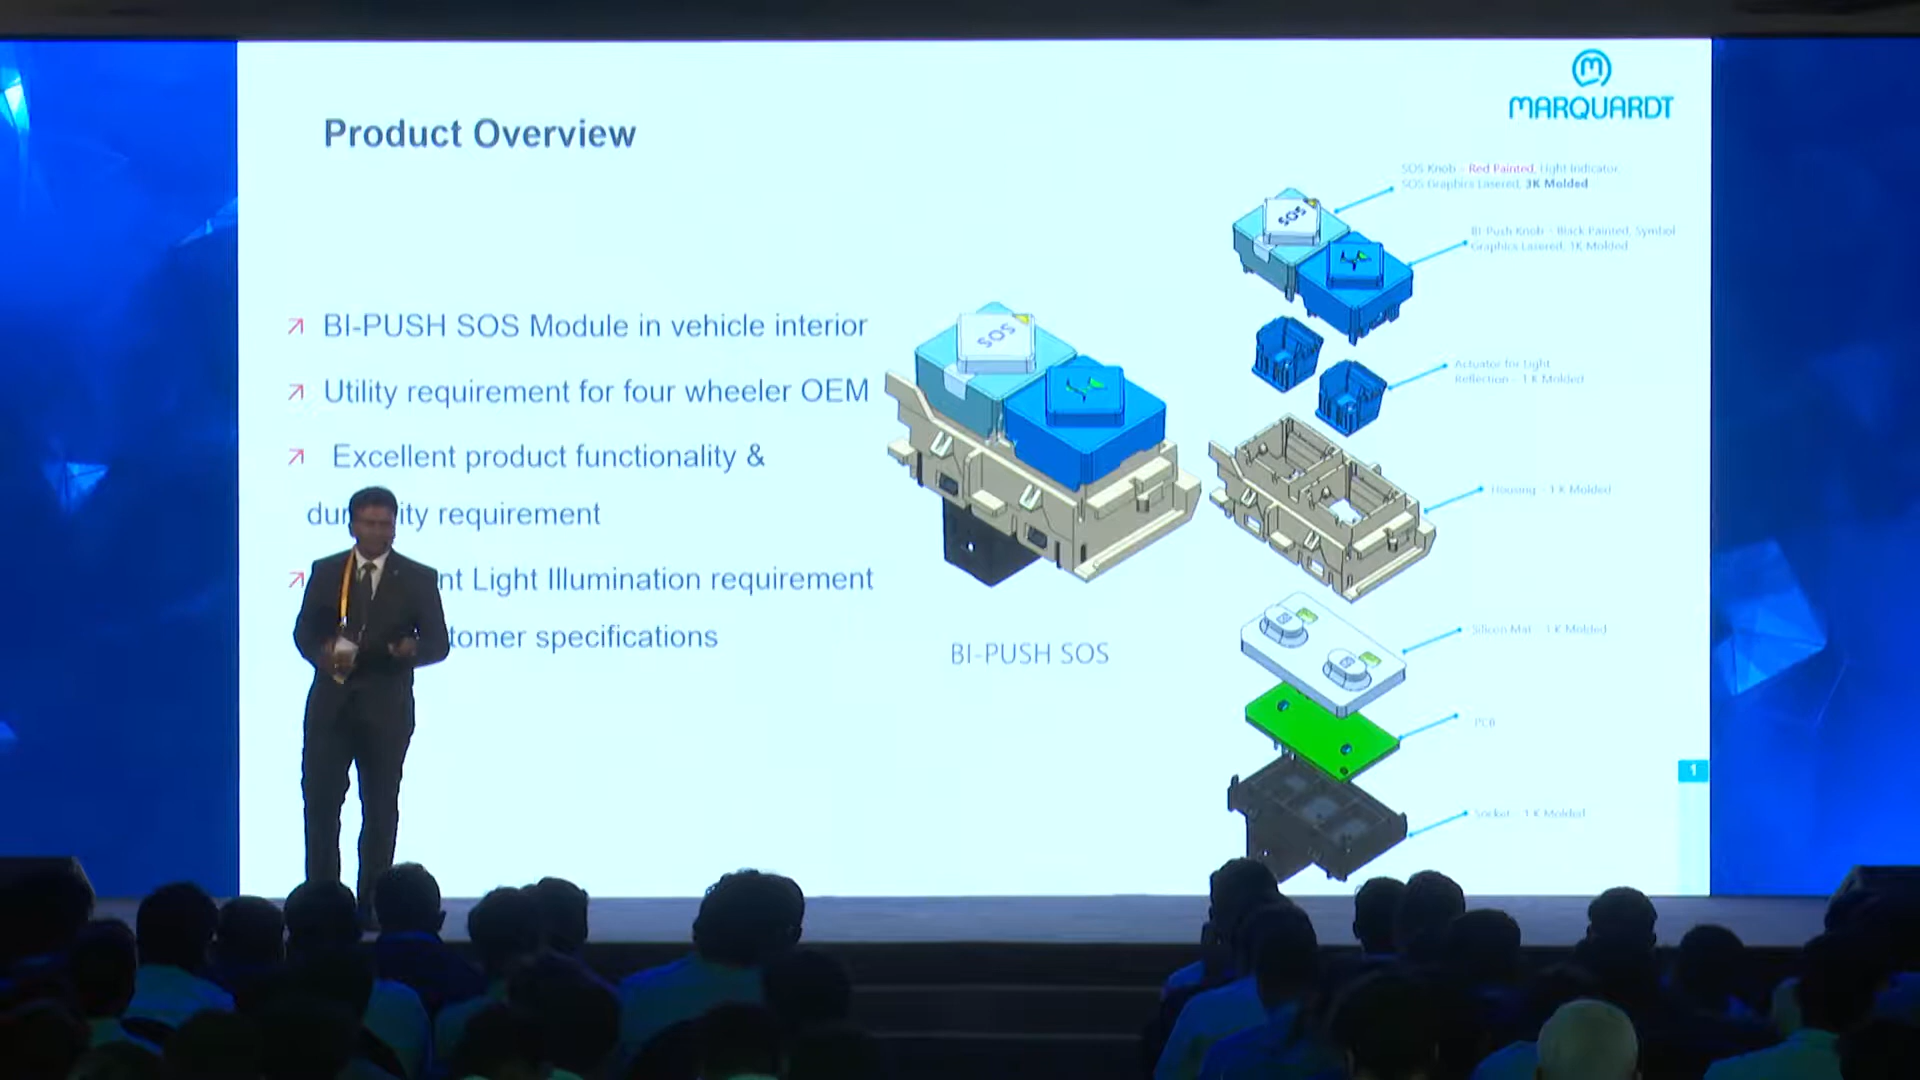 MARQUARDT
Product Overview
BI-PUSH SOS Module in vehicle interior
Utility requirement for four wheeler OEM
Excellent product functionality &
dur ity requirement
nt Light Illumination requirement
tomer specifications
SOS
BI-PUSH SOS
SOS Knob - Red Painted, Light Indicator,
SOS Graphics Lasered, 3K Molded
SOS
BI-Push Knob - Black Painted, Symbol
Graphics Lasered, 1K Molded
Actuator for Light
Reflection - 1 K Molded
Housing - 1 K Molded
Silicon Mat - 1 K Molded
PCB
Socket - 1 K Molded
1